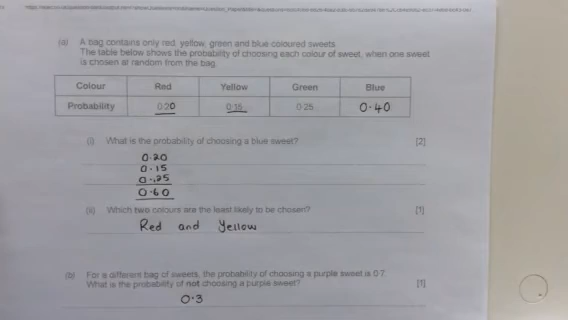 (a) A bag contains only red, yellow, green and blue coloured sweets.
The table below shows the probability of choosing each colour of sweet, when one sweet
is chosen at random from the bag.
Colour Red Yellow Green Blue
Probability 0.20 0.15 0.25 0.40
(i) What is the probability of choosing a blue sweet? [2]
0.20
0.15
0.25
0.60
(ii) Which two colours are the least likely to be chosen? [1]
Red and Yellow
(b) For a different bag of sweets, the probability of choosing a purple sweet is 0.7.
What is the probability of not choosing a purple sweet? [1]
0.3